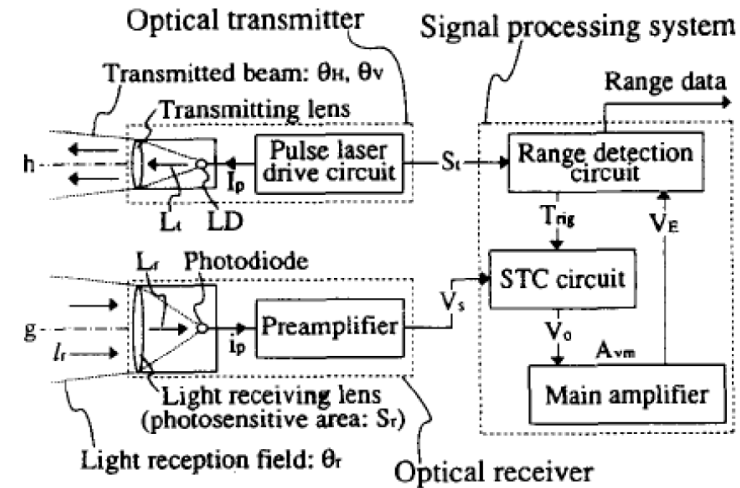 Optical transmitter
Signal processing system
Transmitted beam: θH, θV
Range data
Transmitting lens
Pulse laser
drive circuit
Range detection
circuit
h
Ip
St
Lt
LD
Trig
VE
Lr
Photodiode
STC circuit
Vs
g
Preamplifier
lr
ip
Vo
Avm
Main amplifier
Light receiving lens
(photosensitive area: Sr)
Light reception field: θr
Optical receiver